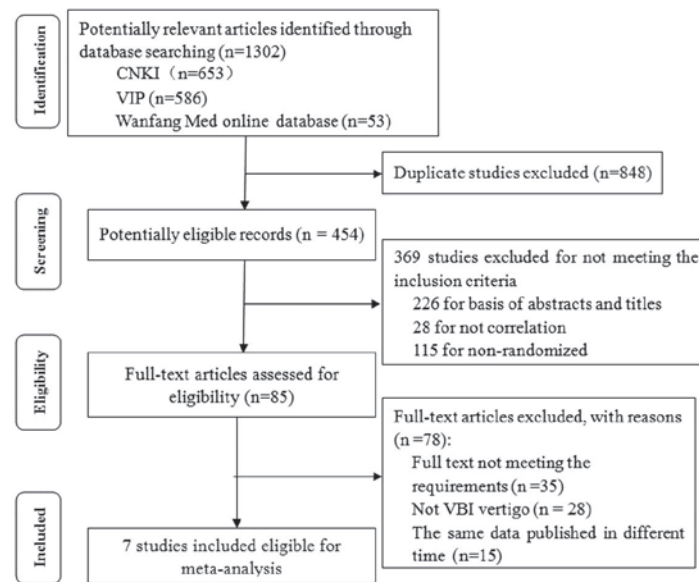 Identification
Potentially relevant articles identified through
database searching (n=1302)
CNKI（n=653）
VIP (n=586)
Wanfang Med online database (n=53)
Duplicate studies excluded (n=848)
Screening
Potentially eligible records (n = 454)
369 studies excluded for not meeting the
inclusion criteria
226 for basis of abstracts and titles
28 for not correlation
115 for non-randomized
Eligibility
Full-text articles assessed for
eligibility (n=85)
Full-text articles excluded, with reasons
(n =78):
Full text not meeting the
requirements (n =35)
Not VBI vertigo (n = 28)
The same data published in different
time (n=15)
Included
7 studies included eligible for
meta-analysis